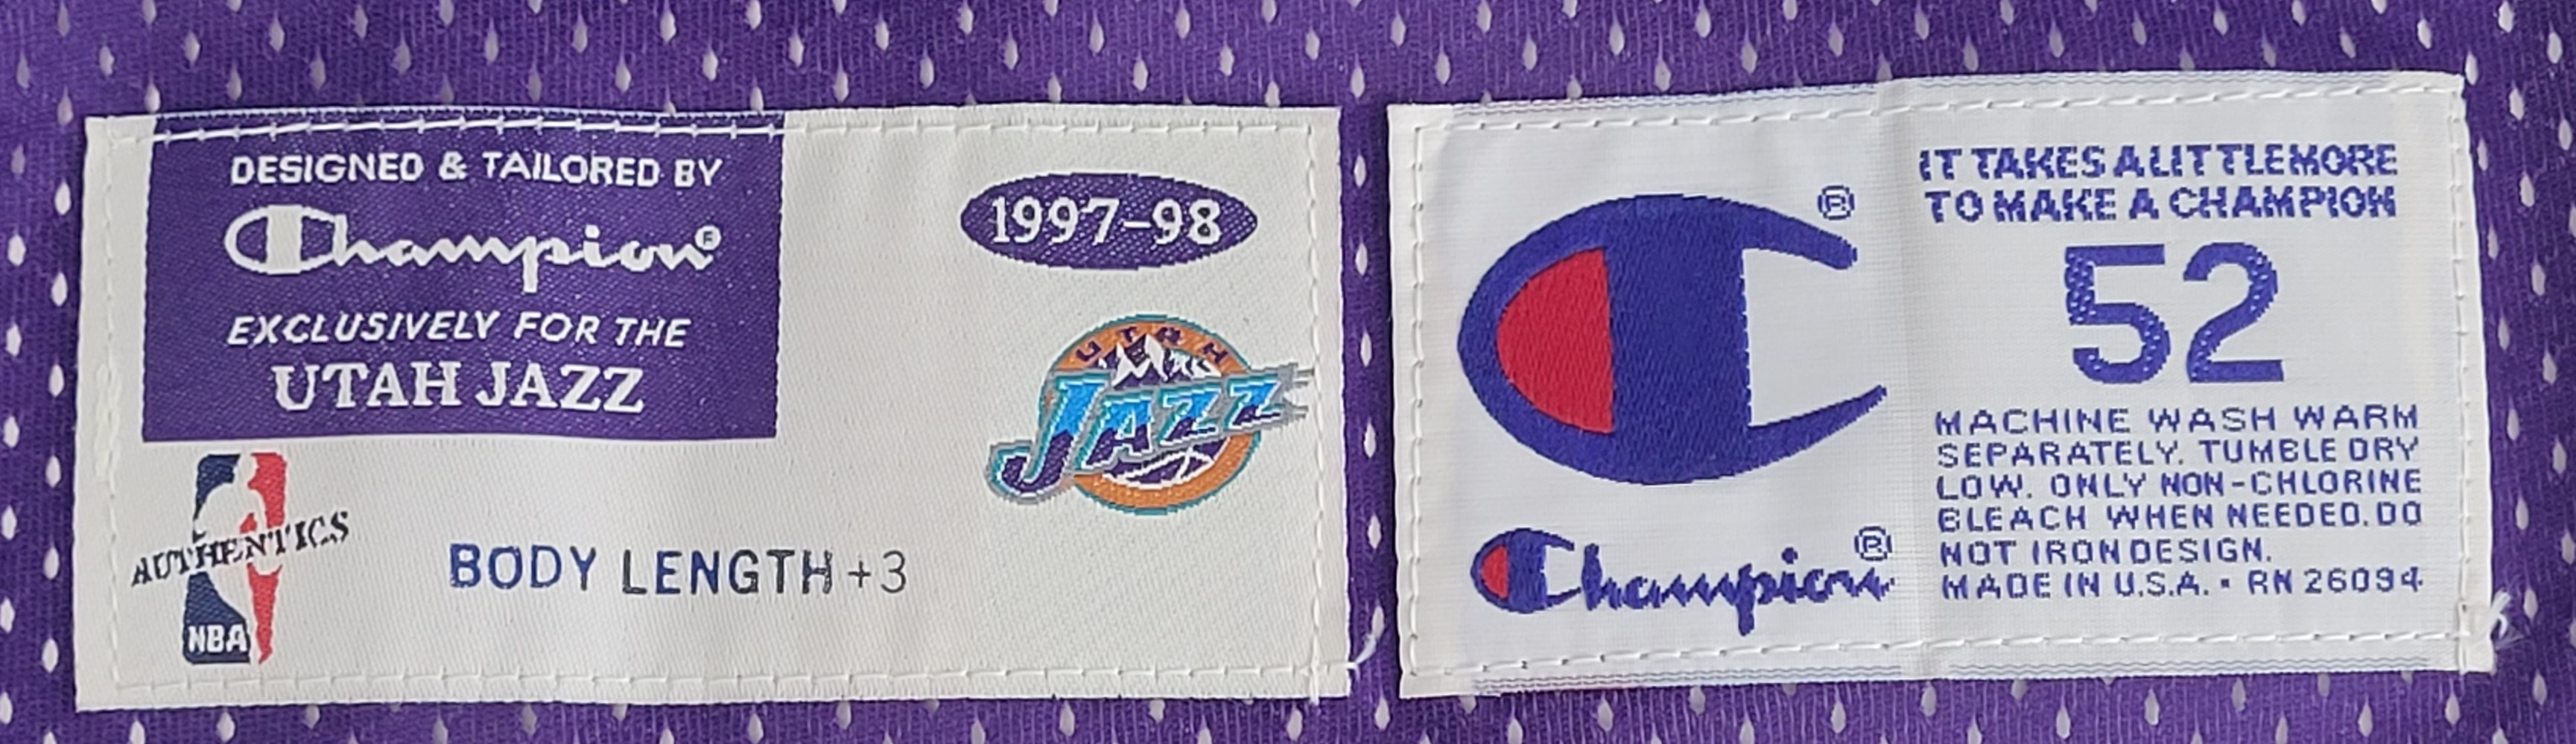 DESIGNED & TAILORED BY
Champion®
EXCLUSIVELY FOR THE
UTAH JAZZ
1997-98
UTAH
JAZZ
AUTHENTICS
NBA
BODY LENGTH +3
®
IT TAKES A LITTLE MORE
TO MAKE A CHAMPION
52
Champion®
MACHINE WASH WARM
SEPARATELY. TUMBLE DRY
LOW. ONLY NON-CHLORINE
BLEACH WHEN NEEDED. DO
NOT IRON DESIGN.
MADE IN U.S.A. • RN 26094